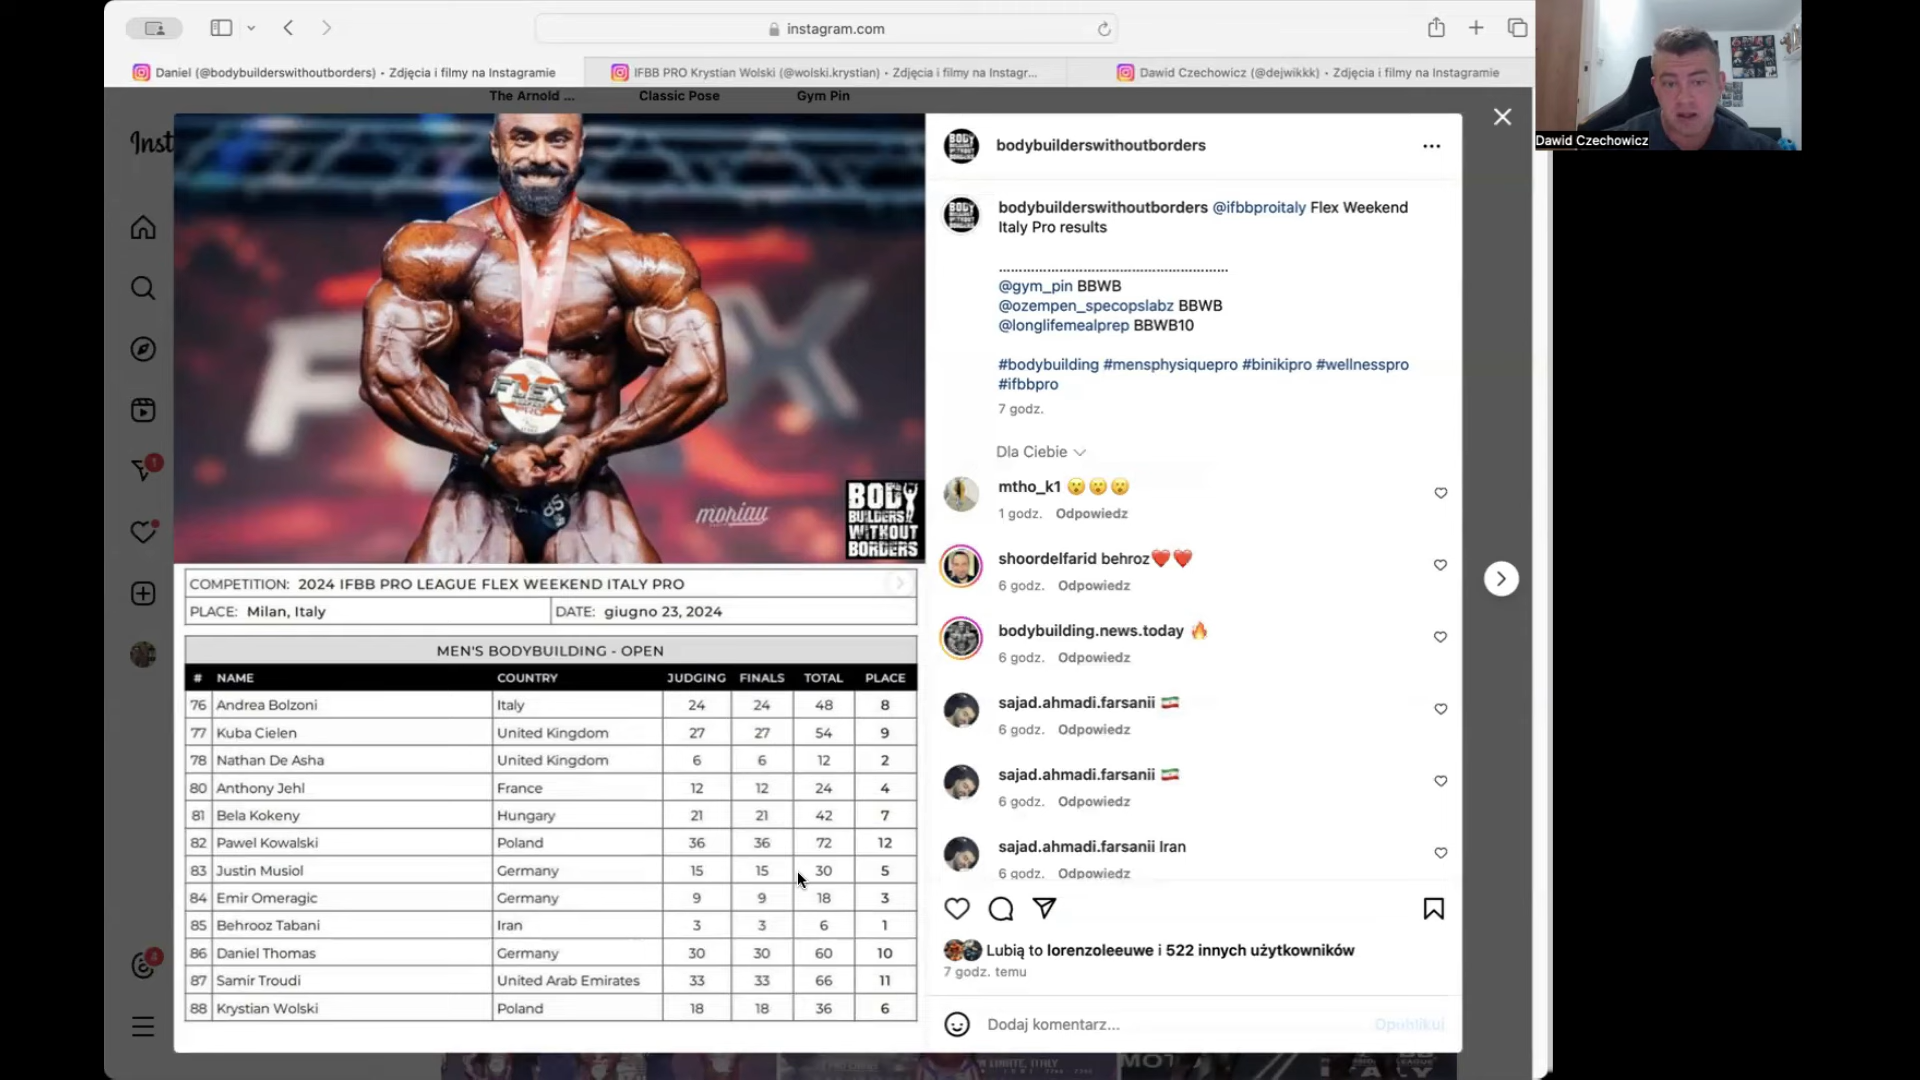 instagram.com
Daniel (@bodybuilderswithoutborders) • Zdjęcia i filmy na Instagramie
IFBB PRO Krystian Wolski (@wolski.krystian) • Zdjęcia i filmy na Instagr...
Dawid Czechowicz (@dejwikkk) • Zdjęcia i filmy na Instagramie
The Arnold ...
Classic Pose
Gym Pin
Dawid Czechowicz
Inst
FLEX
85
moriau
BODY
BUILDERS
WITHOUT
BORDERS
COMPETITION: 2024 IFBB PRO LEAGUE FLEX WEEKEND ITALY PRO
PLACE: Milan, Italy DATE: giugno 23, 2024
MEN'S BODYBUILDING - OPEN
# NAME COUNTRY JUDGING FINALS TOTAL PLACE
76 Andrea Bolzoni Italy 24 24 48 8
77 Kuba Cielen United Kingdom 27 27 54 9
78 Nathan De Asha United Kingdom 6 6 12 2
80 Anthony Jehl France 12 12 24 4
81 Bela Kokeny Hungary 21 21 42 7
82 Pawel Kowalski Poland 36 36 72 12
83 Justin Musiol Germany 15 15 30 5
84 Emir Omeragic Germany 9 9 18 3
85 Behrooz Tabani Iran 3 3 6 1
86 Daniel Thomas Germany 30 30 60 10
87 Samir Troudi United Arab Emirates 33 33 66 11
88 Krystian Wolski Poland 18 18 36 6
bodybuilderswithoutborders
bodybuilderswithoutborders @ifbbproitaly Flex Weekend
Italy Pro results
.........................................................
@gym_pin BBWB
@ozempen_specopslabz BBWB
@longlifemealprep BBWB10
#bodybuilding #mensphysiquepro #binikipro #wellnesspro
#ifbbpro
7 godz.
Dla Ciebie
mtho_k1 😮😮😮
1 godz. Odpowiedz
shoordelfarid behroz❤️❤️
6 godz. Odpowiedz
bodybuilding.news.today 🔥
6 godz. Odpowiedz
sajad.ahmadi.farsanii 🇮🇷
6 godz. Odpowiedz
sajad.ahmadi.farsanii 🇮🇷
6 godz. Odpowiedz
sajad.ahmadi.farsanii Iran
6 godz. Odpowiedz
Lubią to lorenzoleeuwe i 522 innych użytkowników
7 godz. temu
Dodaj komentarz...
Opublikuj